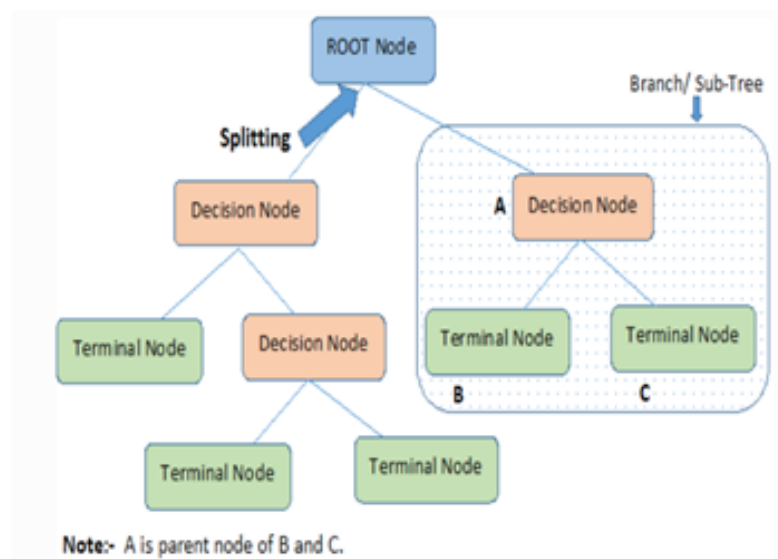 ROOT Node
Branch/ Sub-Tree
Splitting
Decision Node
A
Decision Node
Terminal Node
Decision Node
Terminal Node
Terminal Node
B
C
Terminal Node
Terminal Node
Note:- A is parent node of B and C.